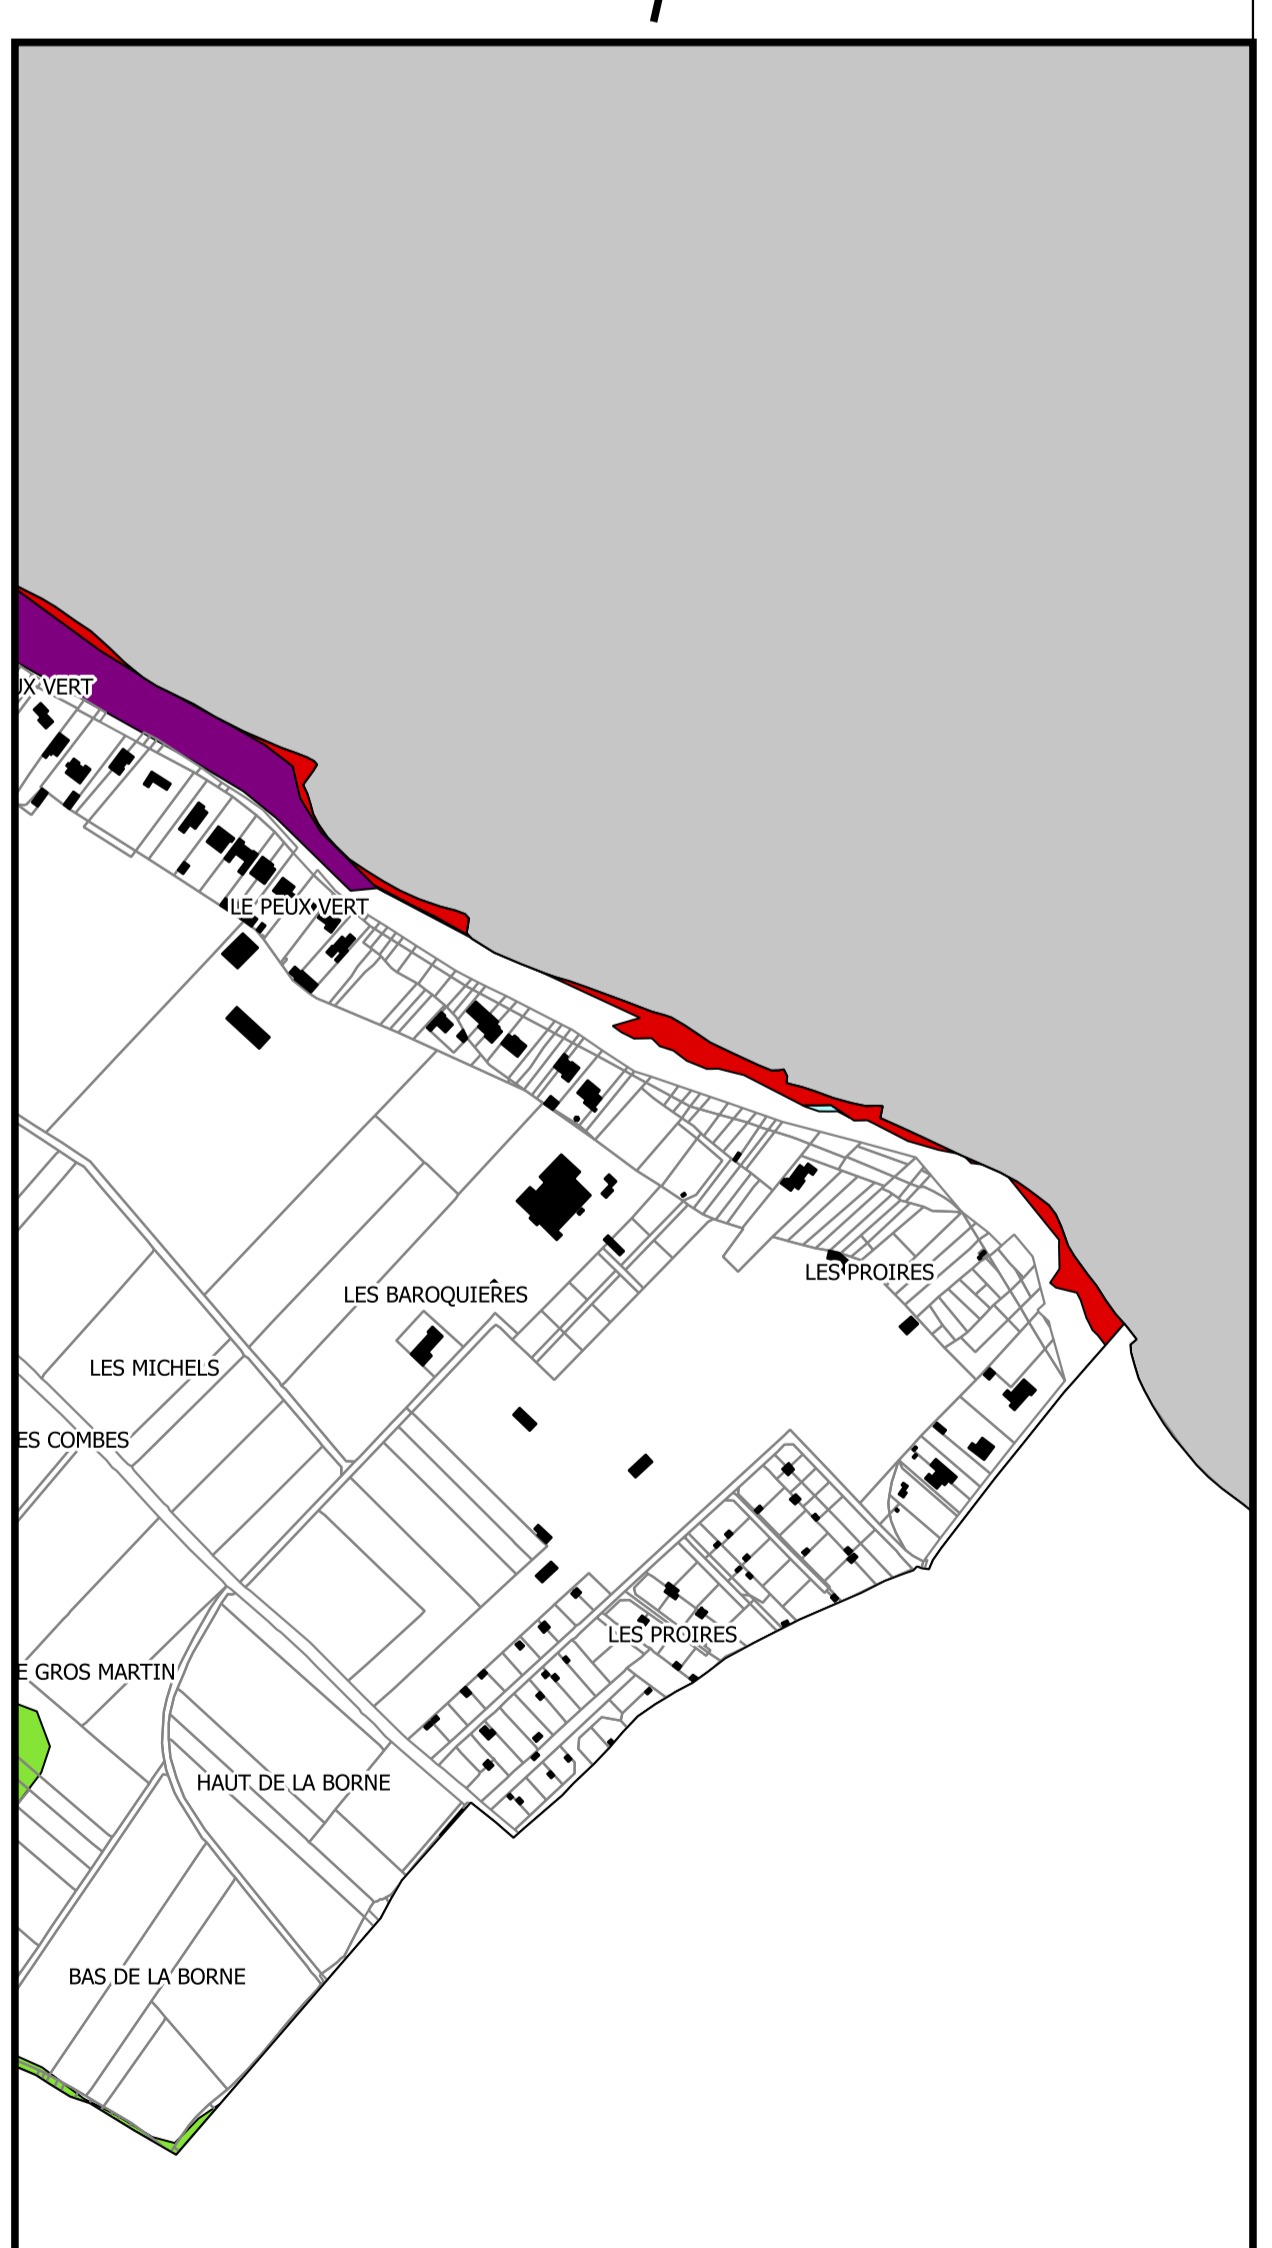 UX VERT
LE PEUX VERT
LES PROIRES
LES BAROQUIERES
LES MICHELS
ES COMBES
LES PROIRES
E GROS MARTIN
HAUT DE LA BORNE
BAS DE LA BORNE